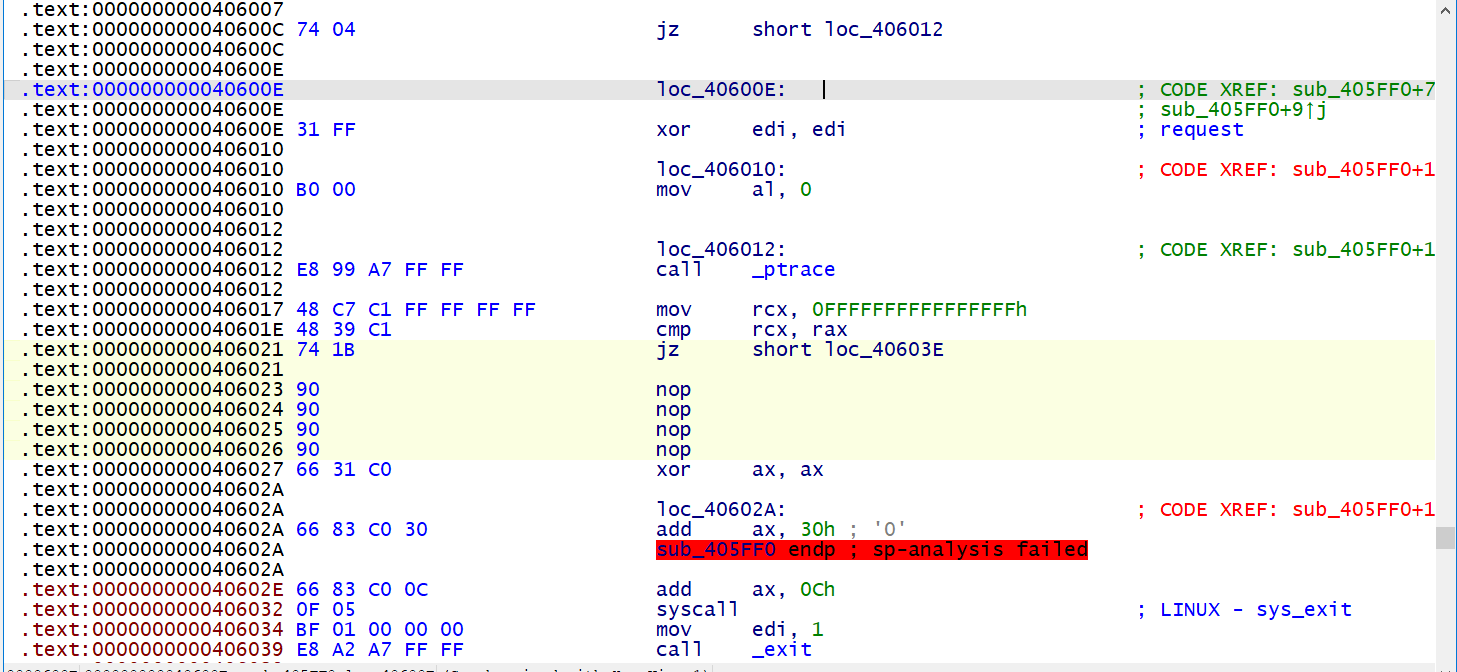 .text:0000000000406007
.text:000000000040600C 74 04 jz short loc_406012
.text:000000000040600C
.text:000000000040600E
.text:000000000040600E loc_40600E: ; CODE XREF: sub_405FF0+7
.text:000000000040600E ; sub_405FF0+9↑j
.text:000000000040600E 31 FF xor edi, edi ; request
.text:0000000000406010
.text:0000000000406010 loc_406010: ; CODE XREF: sub_405FF0+1
.text:0000000000406010 B0 00 mov al, 0
.text:0000000000406010
.text:0000000000406012
.text:0000000000406012 loc_406012: ; CODE XREF: sub_405FF0+1
.text:0000000000406012 E8 99 A7 FF FF call _ptrace
.text:0000000000406012
.text:0000000000406017 48 C7 C1 FF FF FF FF mov rcx, 0FFFFFFFFFFFFFFFFh
.text:000000000040601E 48 39 C1 cmp rcx, rax
.text:0000000000406021 74 1B jz short loc_40603E
.text:0000000000406021
.text:0000000000406023 90 nop
.text:0000000000406024 90 nop
.text:0000000000406025 90 nop
.text:0000000000406026 90 nop
.text:0000000000406027 66 31 C0 xor ax, ax
.text:000000000040602A
.text:000000000040602A loc_40602A: ; CODE XREF: sub_405FF0+1
.text:000000000040602A 66 83 C0 30 add ax, 30h ; '0'
.text:000000000040602A sub_405FF0 endp ; sp-analysis failed
.text:000000000040602A
.text:000000000040602E 66 83 C0 0C add ax, 0Ch
.text:0000000000406032 0F 05 syscall ; LINUX - sys_exit
.text:0000000000406034 BF 01 00 00 00 mov edi, 1
.text:0000000000406039 E8 A2 A7 FF FF call _exit